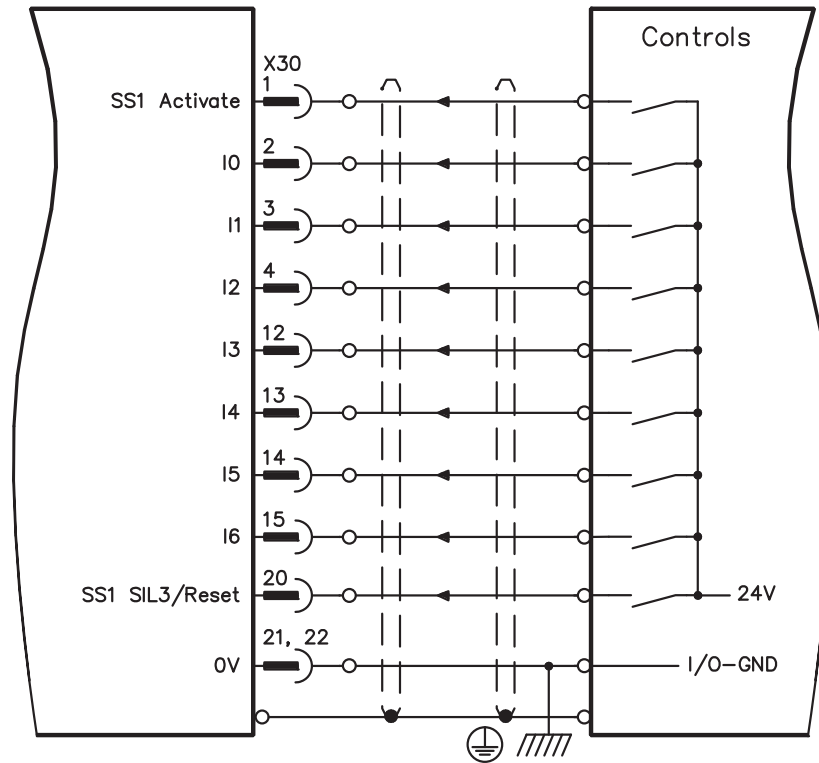 Controls
X30
SS1 Activate 1
I0 2
I1 3
I2 4
I3 12
I4 13
I5 14
I6 15
SS1 SIL3/Reset 20 24V
0V 21, 22 I/O-GND